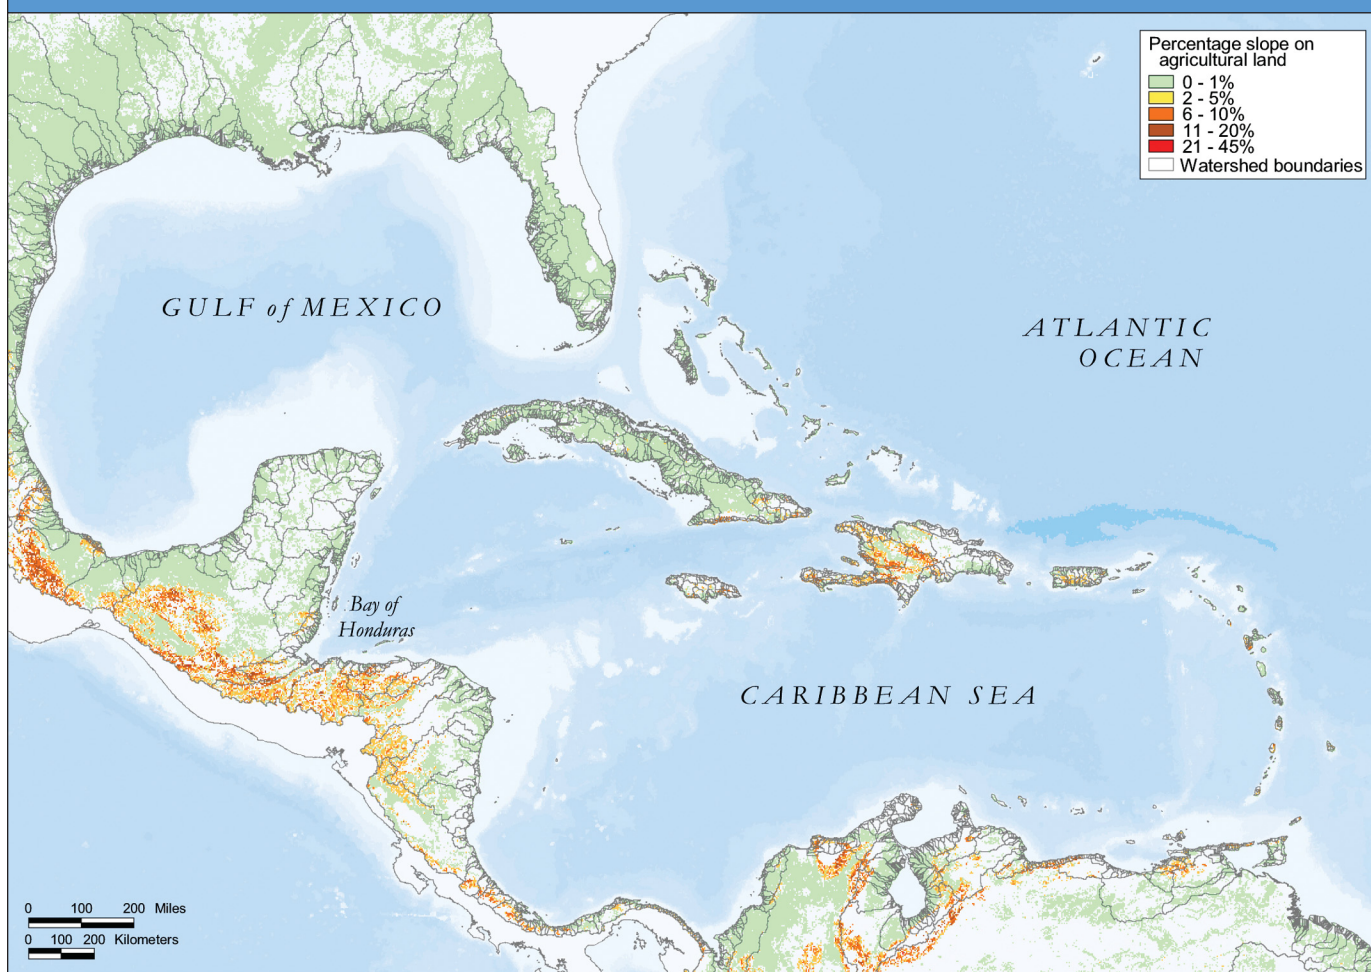 Percentage slope on
agricultural land
0 - 1%
2 - 5%
6 - 10%
11 - 20%
21 - 45%
Watershed boundaries
GULF of MEXICO
ATLANTIC
OCEAN
Bay of
Honduras
CARIBBEAN SEA
0 100 200 Miles
0 100 200 Kilometers